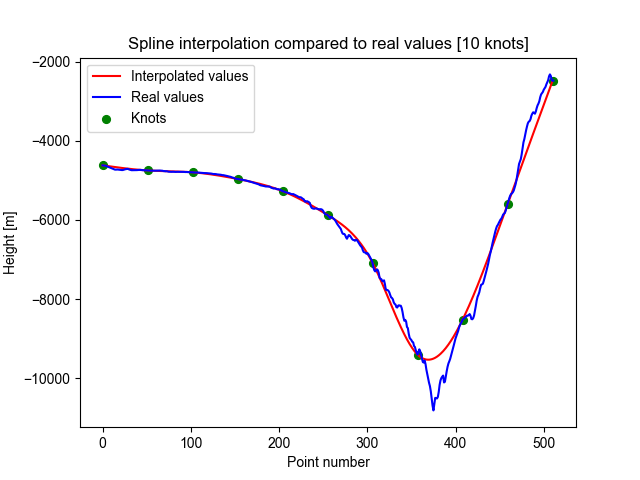 Spline interpolation compared to real values [10 knots]
Interpolated values
Real values
Knots
−2000
−4000
−6000
−8000
−10000
Height [m]
0 100 200 300 400 500
Point number